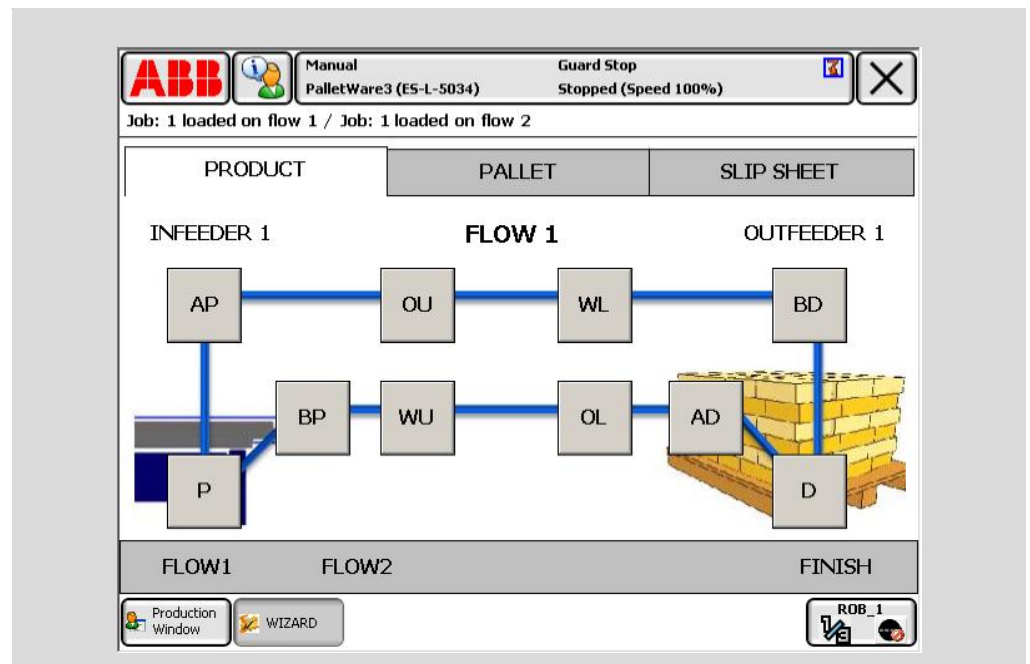 ABB
Manual Guard Stop
PalletWare3 (ES-L-5034) Stopped (Speed 100%)
Job: 1 loaded on flow 1 / Job: 1 loaded on flow 2
PRODUCT PALLET SLIP SHEET
INFEEDER 1 FLOW 1 OUTFEEDER 1
AP OU WL BD
BP WU OL AD
P D
FLOW1 FLOW2 FINISH
Production
Window
WIZARD
ROB_1